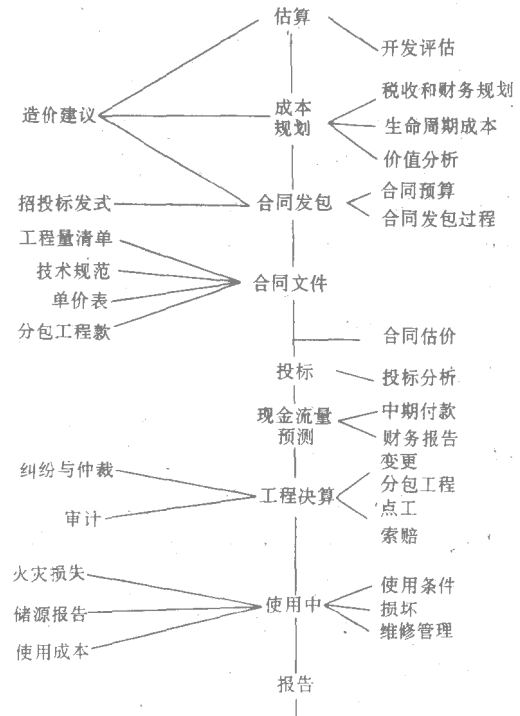 估算
开发评估
税收和财务规划
造价建议
成本
规划
生命周期成本
价值分析
合同预算
招投标发式
合同发包
合同发包过程
工程量清单
技术规范
合同文件
单价表
分包工程款
合同估价
投标
投标分析
现金流量
预测
中期付款
财务报告
变更
纠纷与仲裁
分包工程
工程决算
点工
审计
索赔
火灾损失
使用条件
储源报告
使用中
损坏
使用成本
维修管理
报告